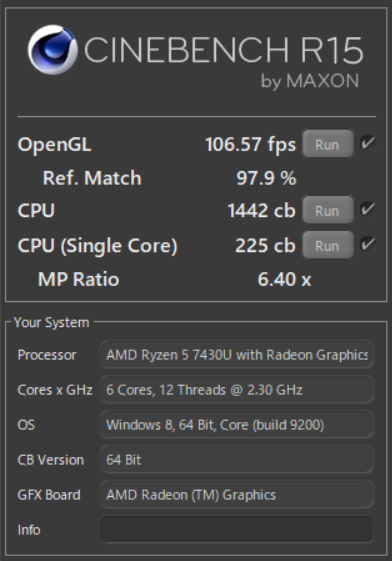 CINEBENCH R15
by MAXON
OpenGL 106.57 fps Run
Ref. Match 97.9 %
CPU 1442 cb Run
CPU (Single Core) 225 cb Run
MP Ratio 6.40 x
Your System
Processor AMD Ryzen 5 7430U with Radeon Graphics
Cores x GHz 6 Cores, 12 Threads @ 2.30 GHz
OS Windows 8, 64 Bit, Core (build 9200)
CB Version 64 Bit
GFX Board AMD Radeon (TM) Graphics
Info